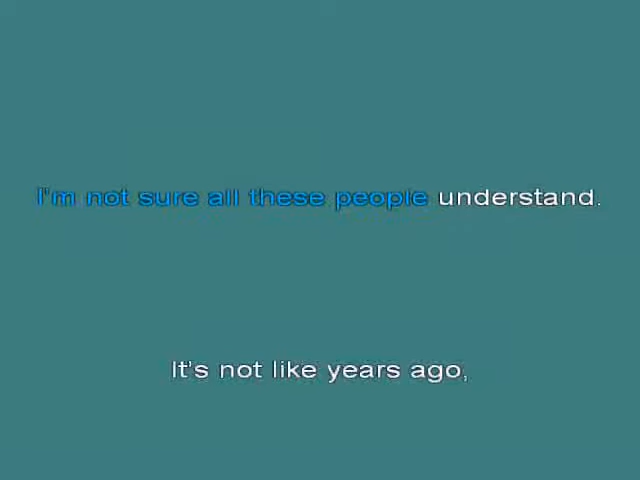 I'm not sure all these people understand.
It's not like years ago,